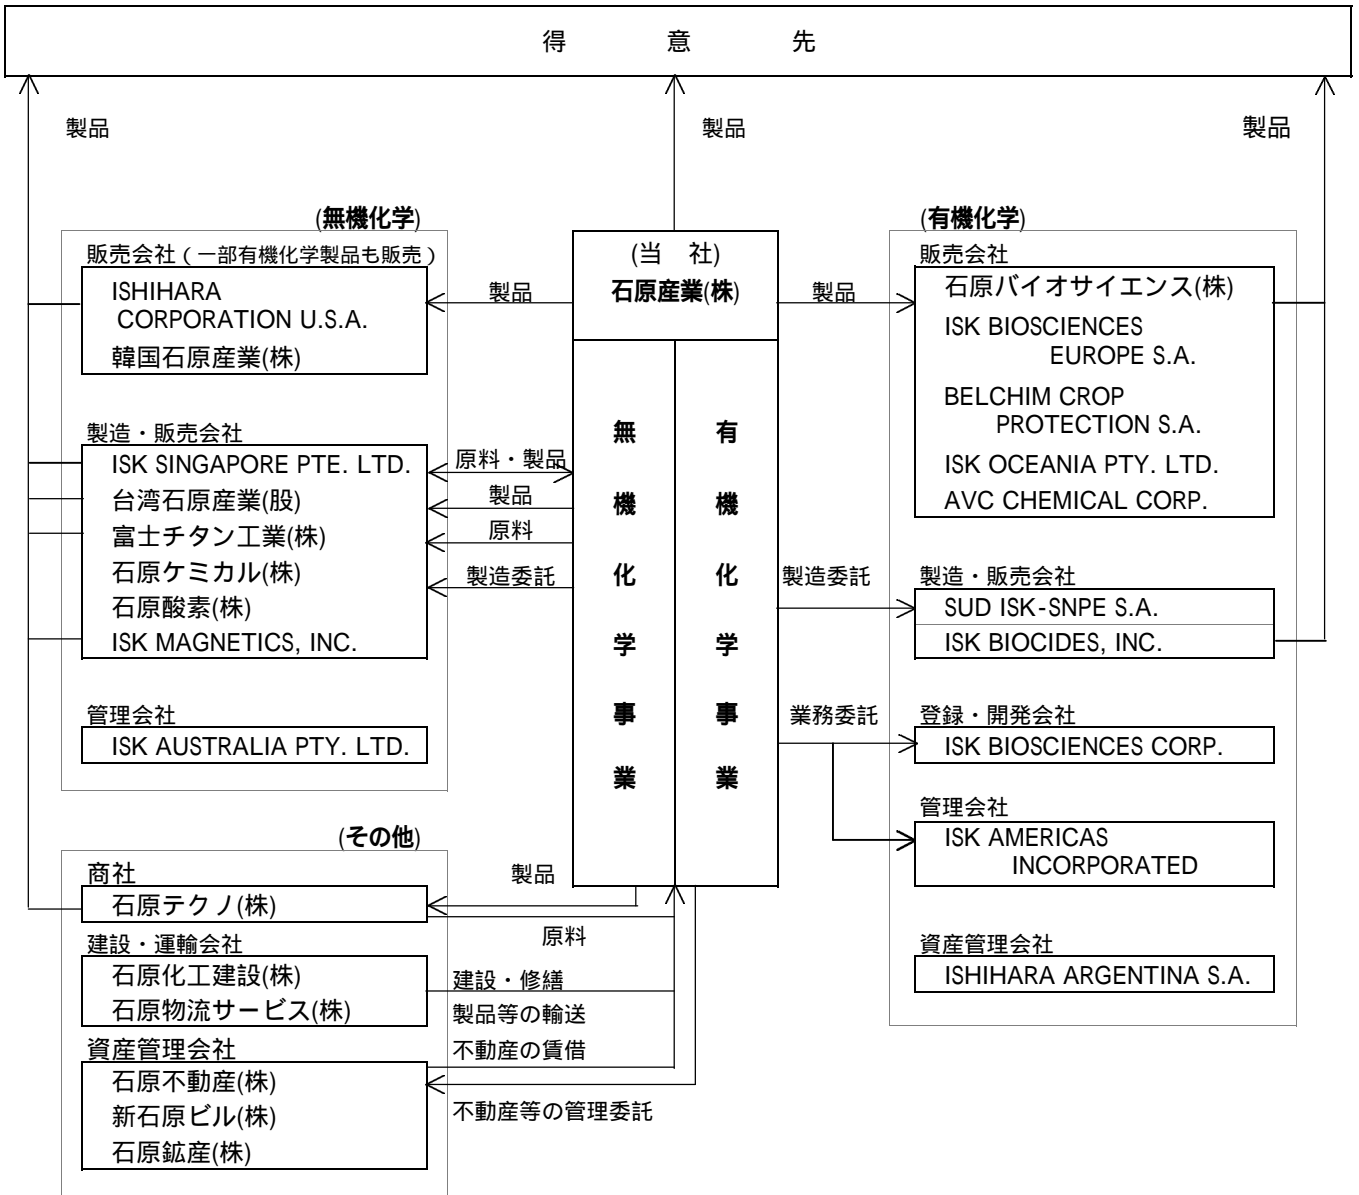 得 意 先
製品
製品
製品
(無機化学)
販売会社（一部有機化学製品も販売）
ISHIHARA
CORPORATION U.S.A.
韓国石原産業(株)
製造・販売会社
ISK SINGAPORE PTE. LTD.
台湾石原産業(股)
富士チタン工業(株)
石原ケミカル(株)
石原酸素(株)
ISK MAGNETICS, INC.
管理会社
ISK AUSTRALIA PTY. LTD.
製品
原料・製品
製品
原料
製造委託
(当 社)
石原産業(株)
無機化学事業
有機化学事業
製品
製造委託
業務委託
(有機化学)
販売会社
石原バイオサイエンス(株)
ISK BIOSCIENCES
EUROPE S.A.
BELCHIM CROP
PROTECTION S.A.
ISK OCEANIA PTY. LTD.
AVC CHEMICAL CORP.
製造・販売会社
SUD ISK-SNPE S.A.
ISK BIOCIDES, INC.
登録・開発会社
ISK BIOSCIENCES CORP.
管理会社
ISK AMERICAS
INCORPORATED
資産管理会社
ISHIHARA ARGENTINA S.A.
(その他)
商社
石原テクノ(株)
建設・運輸会社
石原化工建設(株)
石原物流サービス(株)
資産管理会社
石原不動産(株)
新石原ビル(株)
石原鉱産(株)
製品
原料
建設・修繕
製品等の輸送
不動産の賃借
不動産等の管理委託